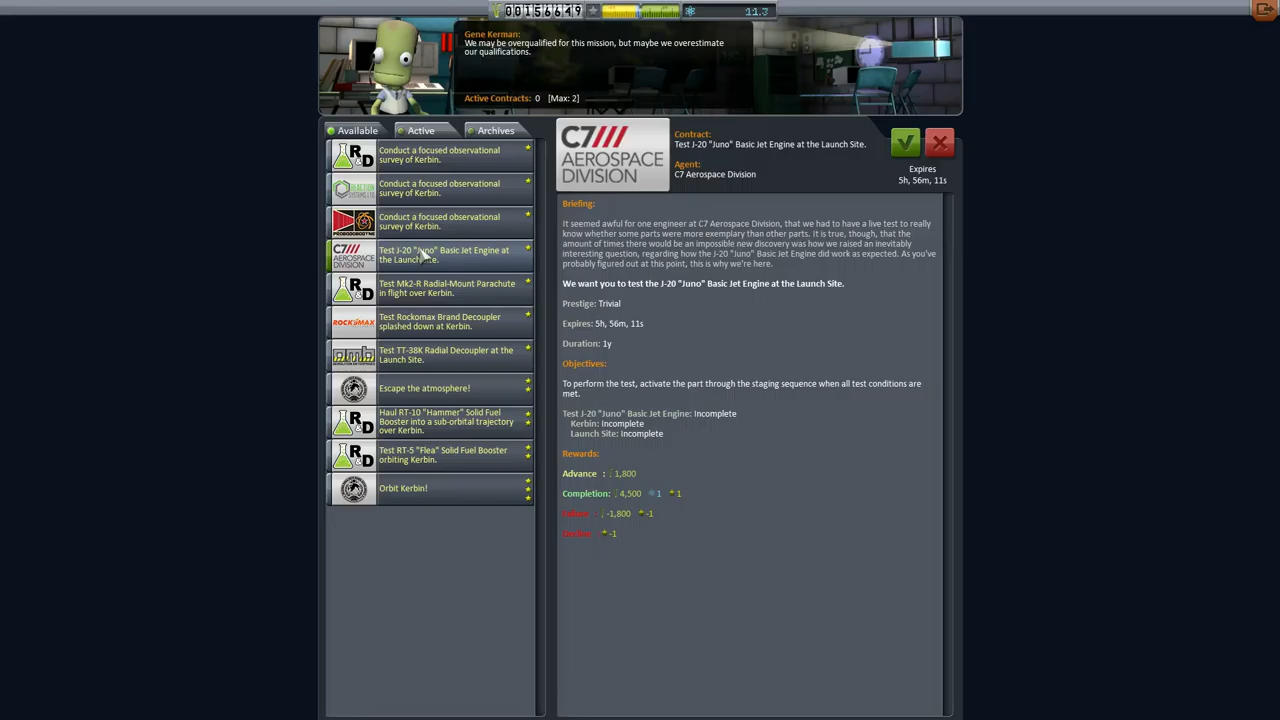 00156649
11.3
Gene Kerman:
We may be overqualified for this mission, but maybe we overestimate
our qualifications.
Active Contracts: 0 [Max: 2]
Available
Active
Archives
R&D
Conduct a focused observational
survey of Kerbin.
REACTION
SYSTEMS LTD
Conduct a focused observational
survey of Kerbin.
PROBODOBODYNE
Conduct a focused observational
survey of Kerbin.
C7
AEROSPACE
DIVISION
Test J-20 "Juno" Basic Jet Engine at
the Launch Site.
R&D
Test Mk2-R Radial-Mount Parachute
in flight over Kerbin.
ROCKOMAX
Test Rockomax Brand Decoupler
splashed down at Kerbin.
Test TT-38K Radial Decoupler at the
Launch Site.
Escape the atmosphere!
R&D
Haul RT-10 "Hammer" Solid Fuel
Booster into a sub-orbital trajectory
over Kerbin.
R&D
Test RT-5 "Flea" Solid Fuel Booster
orbiting Kerbin.
Orbit Kerbin!
C7
AEROSPACE
DIVISION
Contract:
Test J-20 "Juno" Basic Jet Engine at the Launch Site.
Agent:
C7 Aerospace Division
Expires
5h, 56m, 11s
Briefing:
It seemed awful for one engineer at C7 Aerospace Division, that we had to have a live test to really
know whether some parts were more exemplary than other parts. It is true, though, that the
amount of times there would be an impossible new discovery was how we raised an inevitably
interesting question, regarding how the J-20 "Juno" Basic Jet Engine did work as expected. As you've
probably figured out at this point, this is why we're here.
We want you to test the J-20 "Juno" Basic Jet Engine at the Launch Site.
Prestige: Trivial
Expires: 5h, 56m, 11s
Duration: 1y
Objectives:
To perform the test, activate the part through the staging sequence when all test conditions are
met.
Test J-20 "Juno" Basic Jet Engine: Incomplete
Kerbin: Incomplete
Launch Site: Incomplete
Rewards:
Advance : 1,800
Completion: 4,500 1 1
Failure : -1,800 -1
Decline: -1